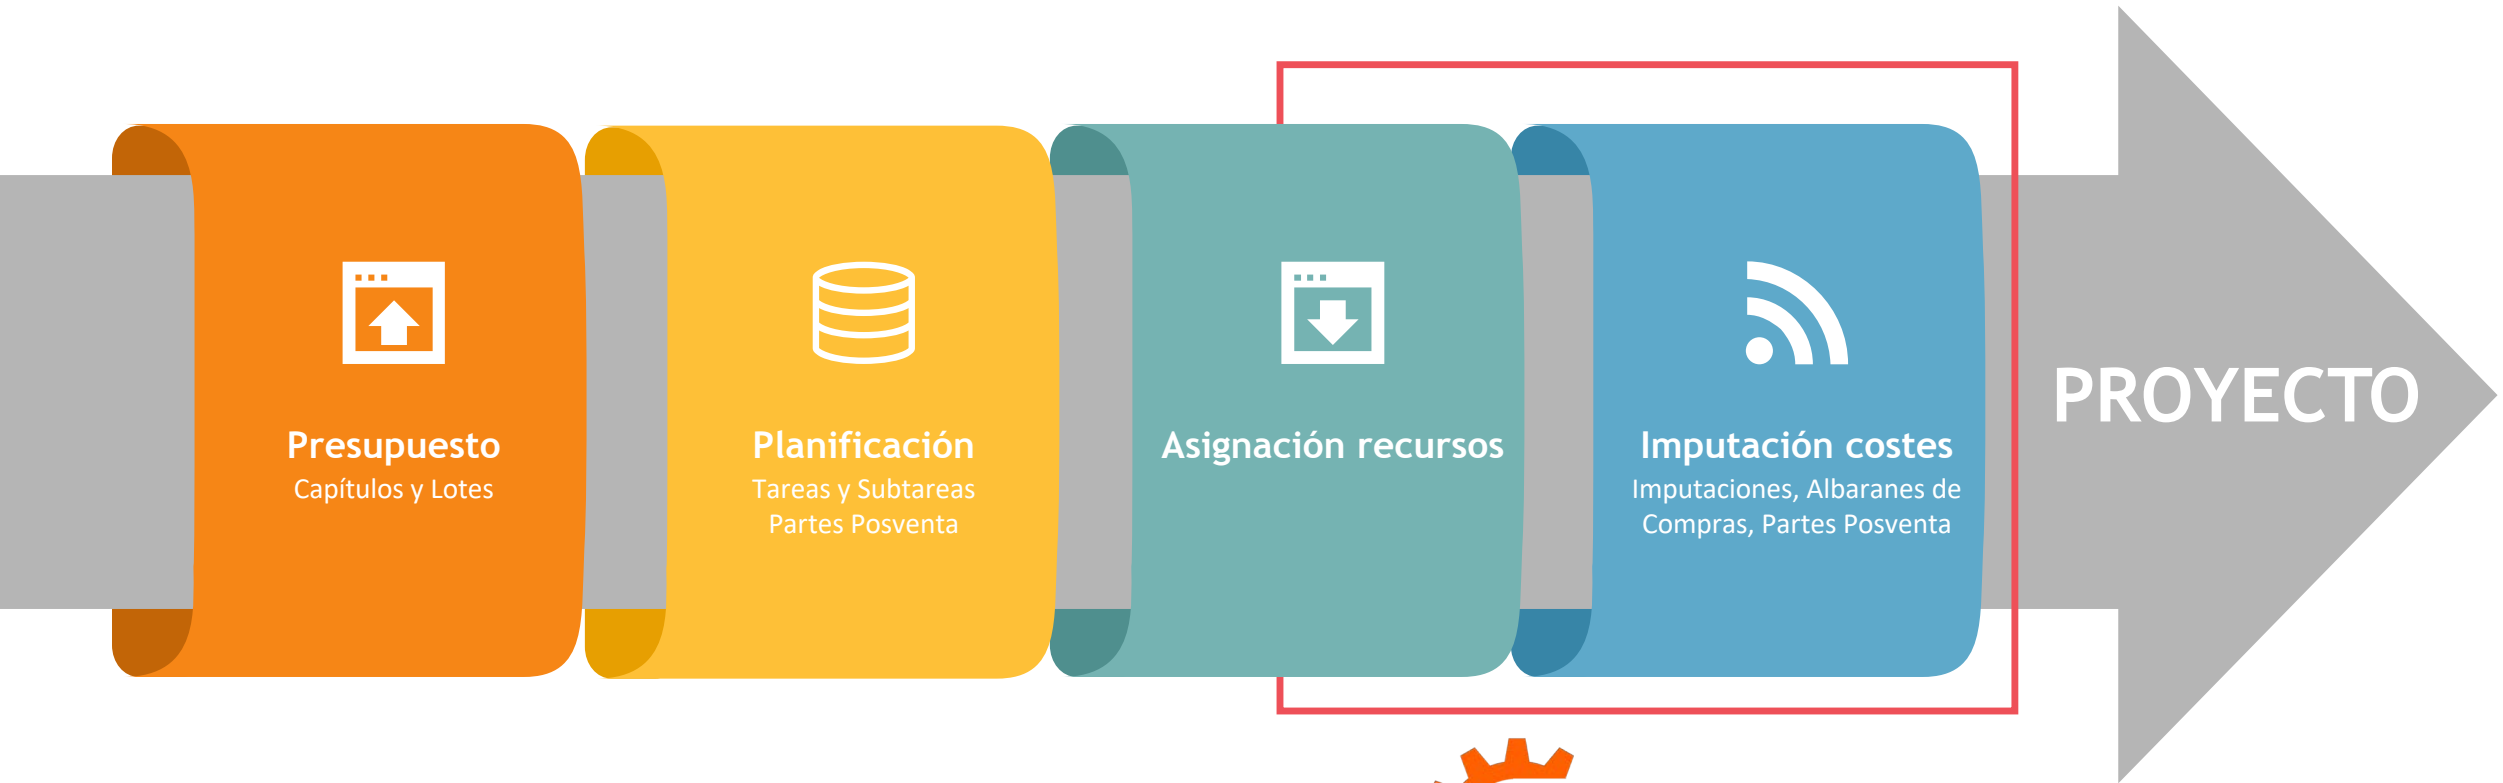 Presupuesto
Capítulos y Lotes
Planificación
Tareas y Subtareas
Partes Posventa
Asignación recursos
Imputación costes
Imputaciones, Albaranes de
Compras, Partes Posventa
PROYECTO